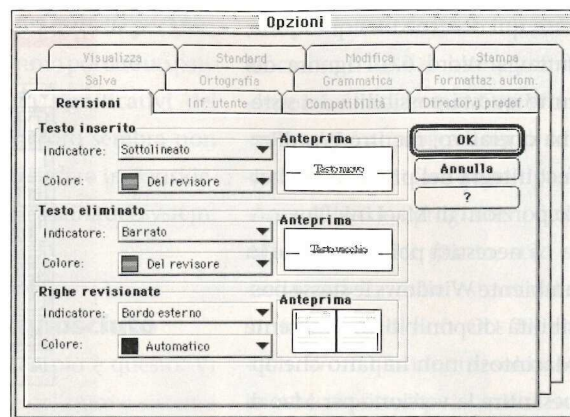 Opzioni
Visualizza Standard Modifica Stampa
Salva Ortografia Grammatica Formattaz. autom.
Revisioni Inf. utente Compatibilità Directory predef.
Testo inserito
Indicatore: Sottolineato
Colore: Del revisore
Anteprima
Testo nuovo
OK
Annulla
?
Testo eliminato
Indicatore: Barrato
Colore: Del revisore
Anteprima
Testo vecchio
Righe revisionate
Indicatore: Bordo esterno
Colore: Automatico
Anteprima